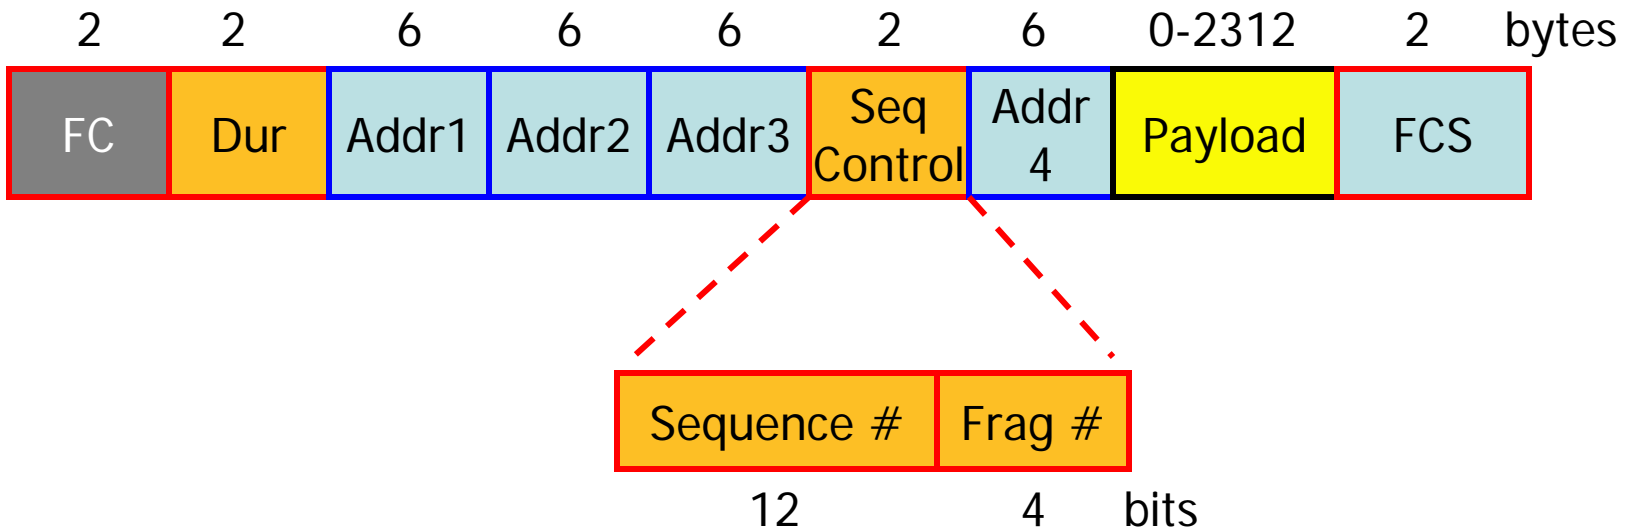 2 2 6 6 6 2 6 0-2312 2 bytes
FC Dur Addr1 Addr2 Addr3 Seq Control Addr 4 Payload FCS
Sequence # Frag #
12 4 bits